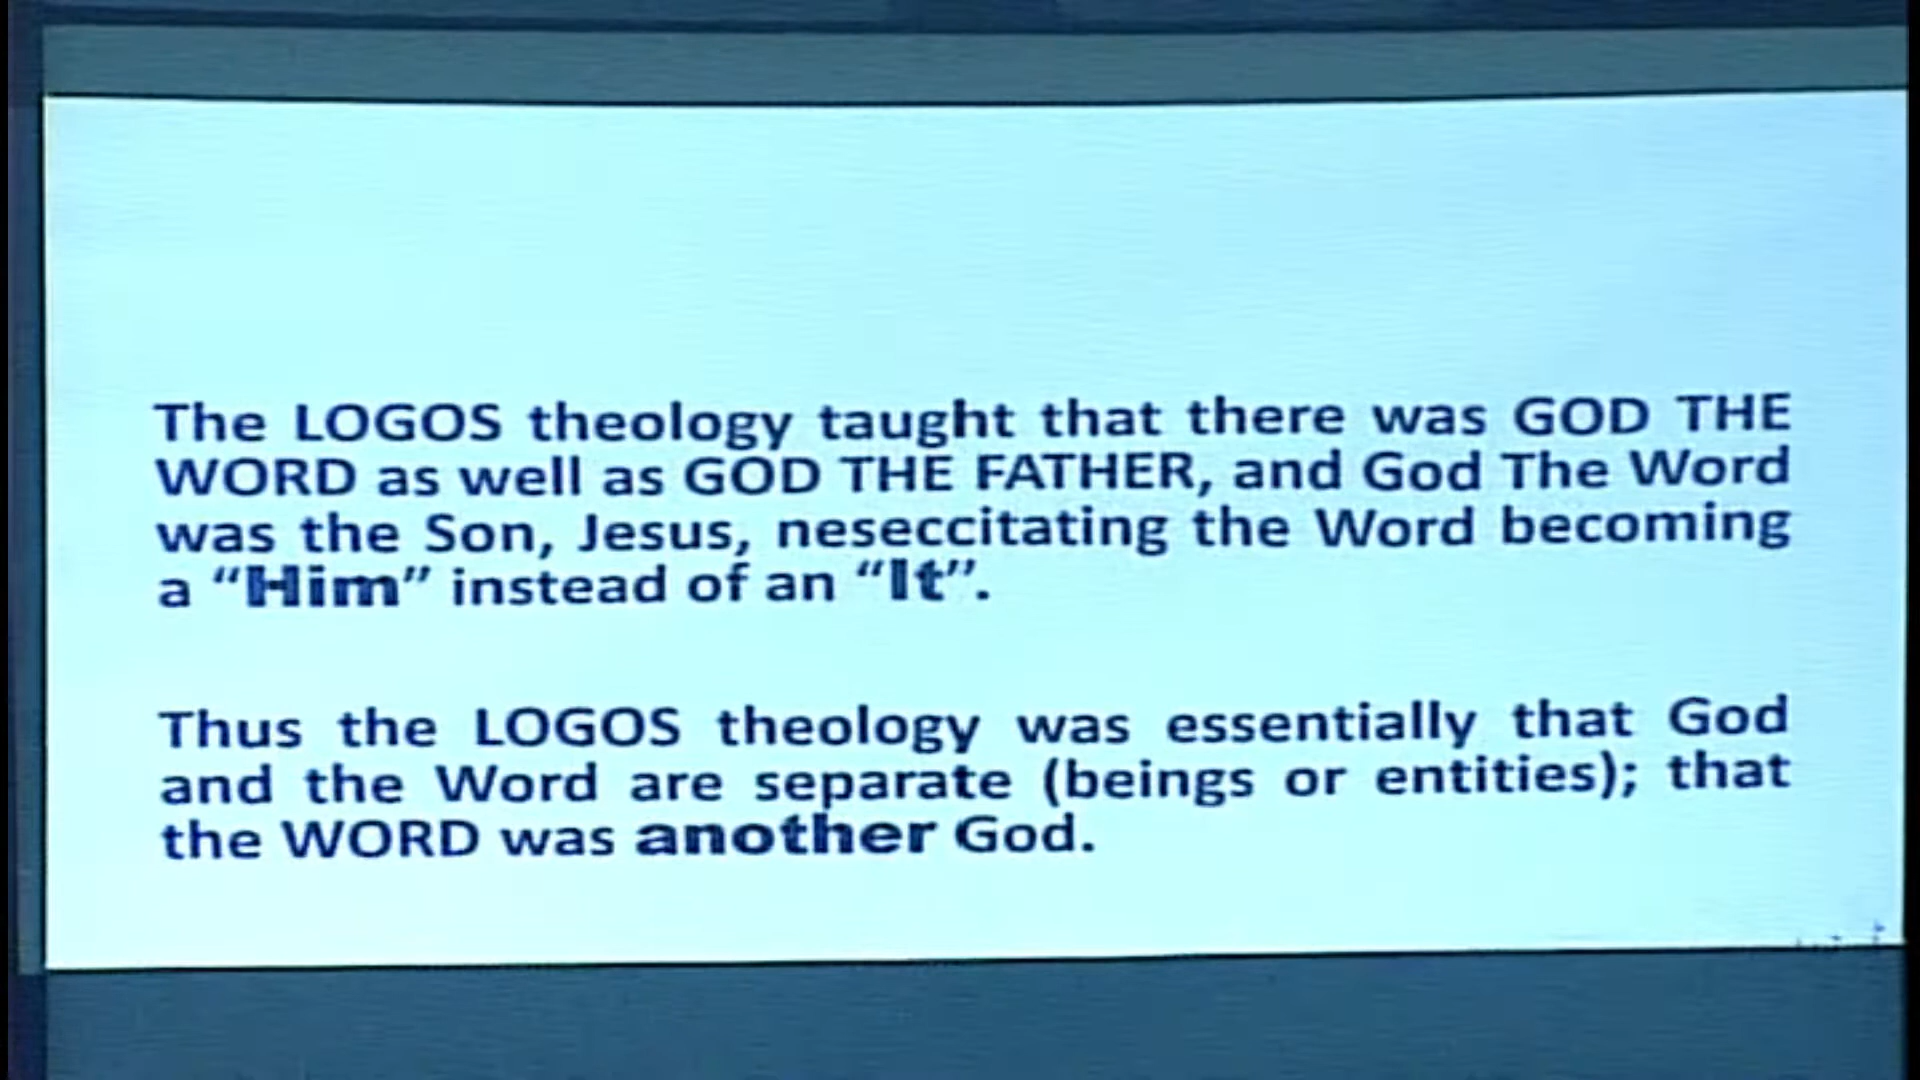 The LOGOS theology taught that there was GOD THE
WORD as well as GOD THE FATHER, and God The Word
was the Son, Jesus, neseccitating the Word becoming
a “Him” instead of an “It”.
Thus the LOGOS theology was essentially that God
and the Word are separate (beings or entities); that
the WORD was another God.